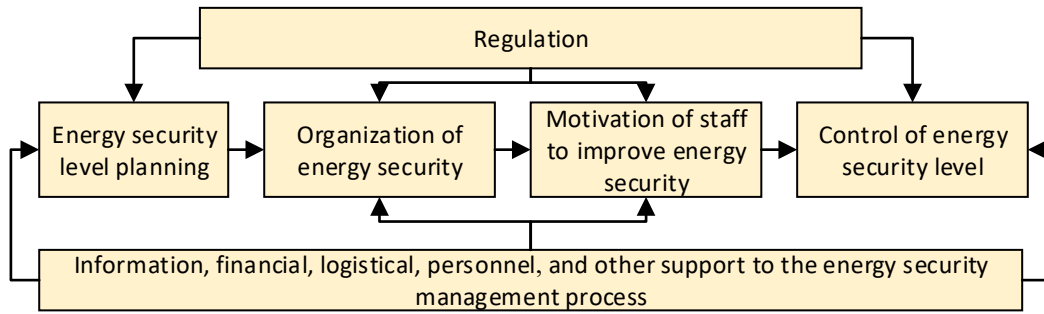 Regulation
Energy security
level planning
Organization of
energy security
Motivation of staff
to improve energy
security
Control of energy
security level
Information, financial, logistical, personnel, and other support to the energy security
management process